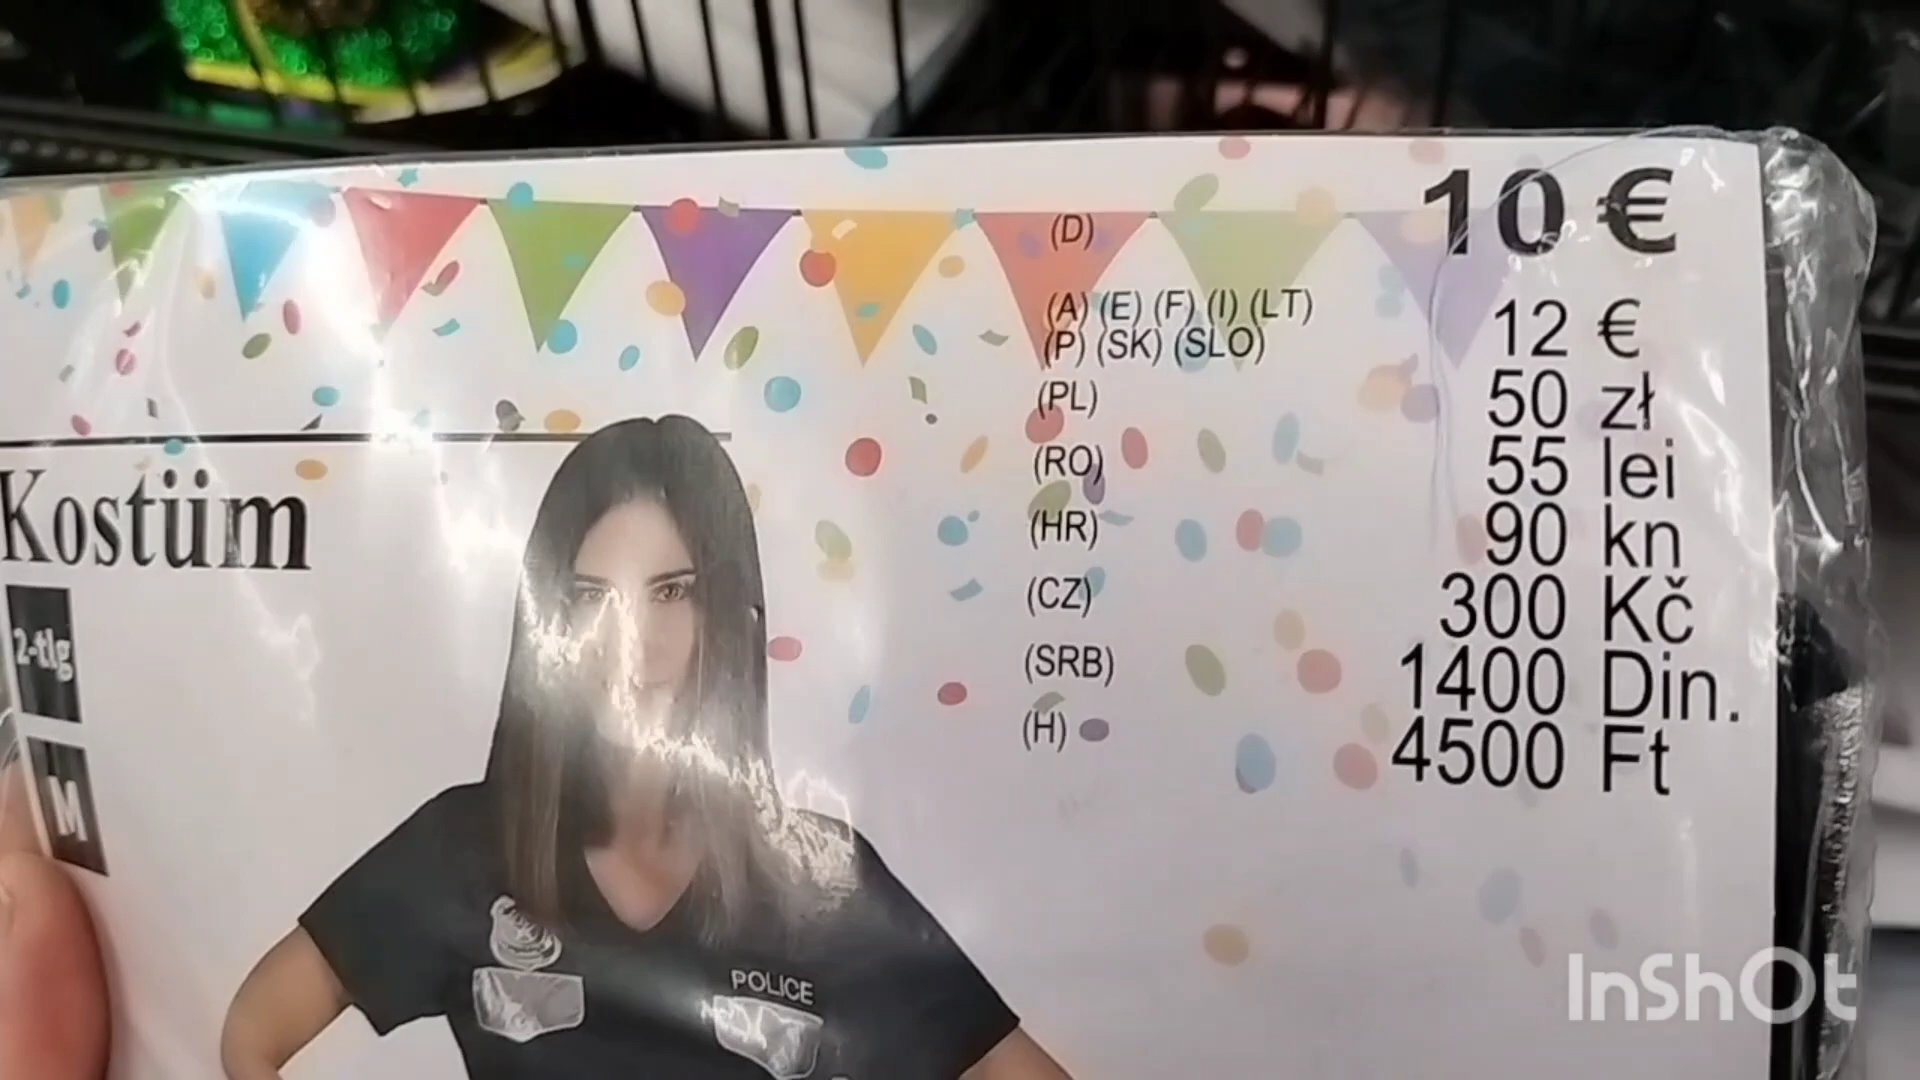 (D) 10 €
(A) (E) (F) (I) (LT)
(P) (SK) (SLO) 12 €
(PL) 50 zł
(RO) 55 lei
(HR) 90 kn
(CZ) 300 Kč
(SRB) 1400 Din.
(H) 4500 Ft
Kostüm
2-tlg
M
POLICE
InShOt